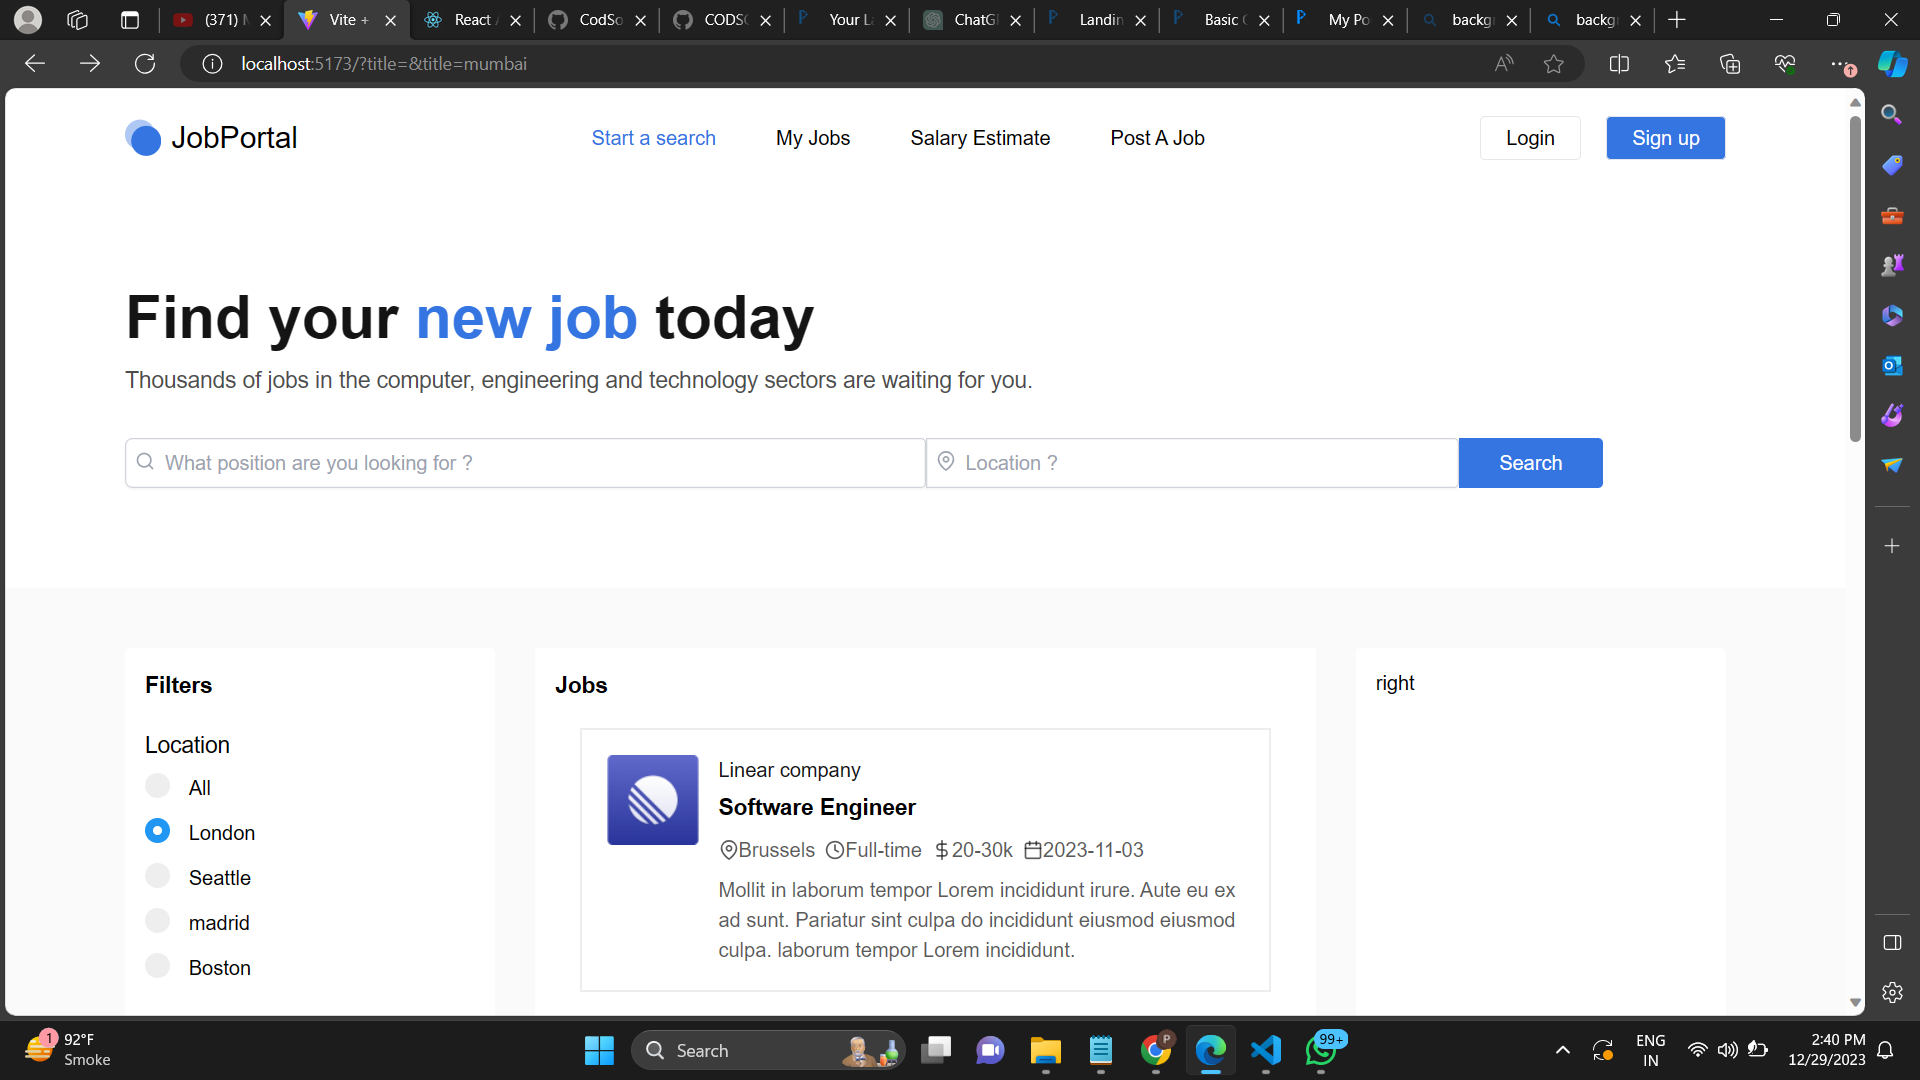 (371) M
Vite +
React A
CodSo
CODSO
Your La
ChatGP
Landin
Basic C
My Po
backgr
backgr
localhost:5173/?title=&title=mumbai
JobPortal
Start a search
My Jobs
Salary Estimate
Post A Job
Login
Sign up
Find your new job today
Thousands of jobs in the computer, engineering and technology sectors are waiting for you.
What position are you looking for ?
Location ?
Search
Filters
Location
All
London
Seattle
madrid
Boston
Jobs
Linear company
Software Engineer
Brussels Full-time $ 20-30k 2023-11-03
Mollit in laborum tempor Lorem incididunt irure. Aute eu ex
ad sunt. Pariatur sint culpa do incididunt eiusmod eiusmod
culpa. laborum tempor Lorem incididunt.
right
1
92°F
Smoke
Search
P
99+
ENG
IN
2:40 PM
12/29/2023